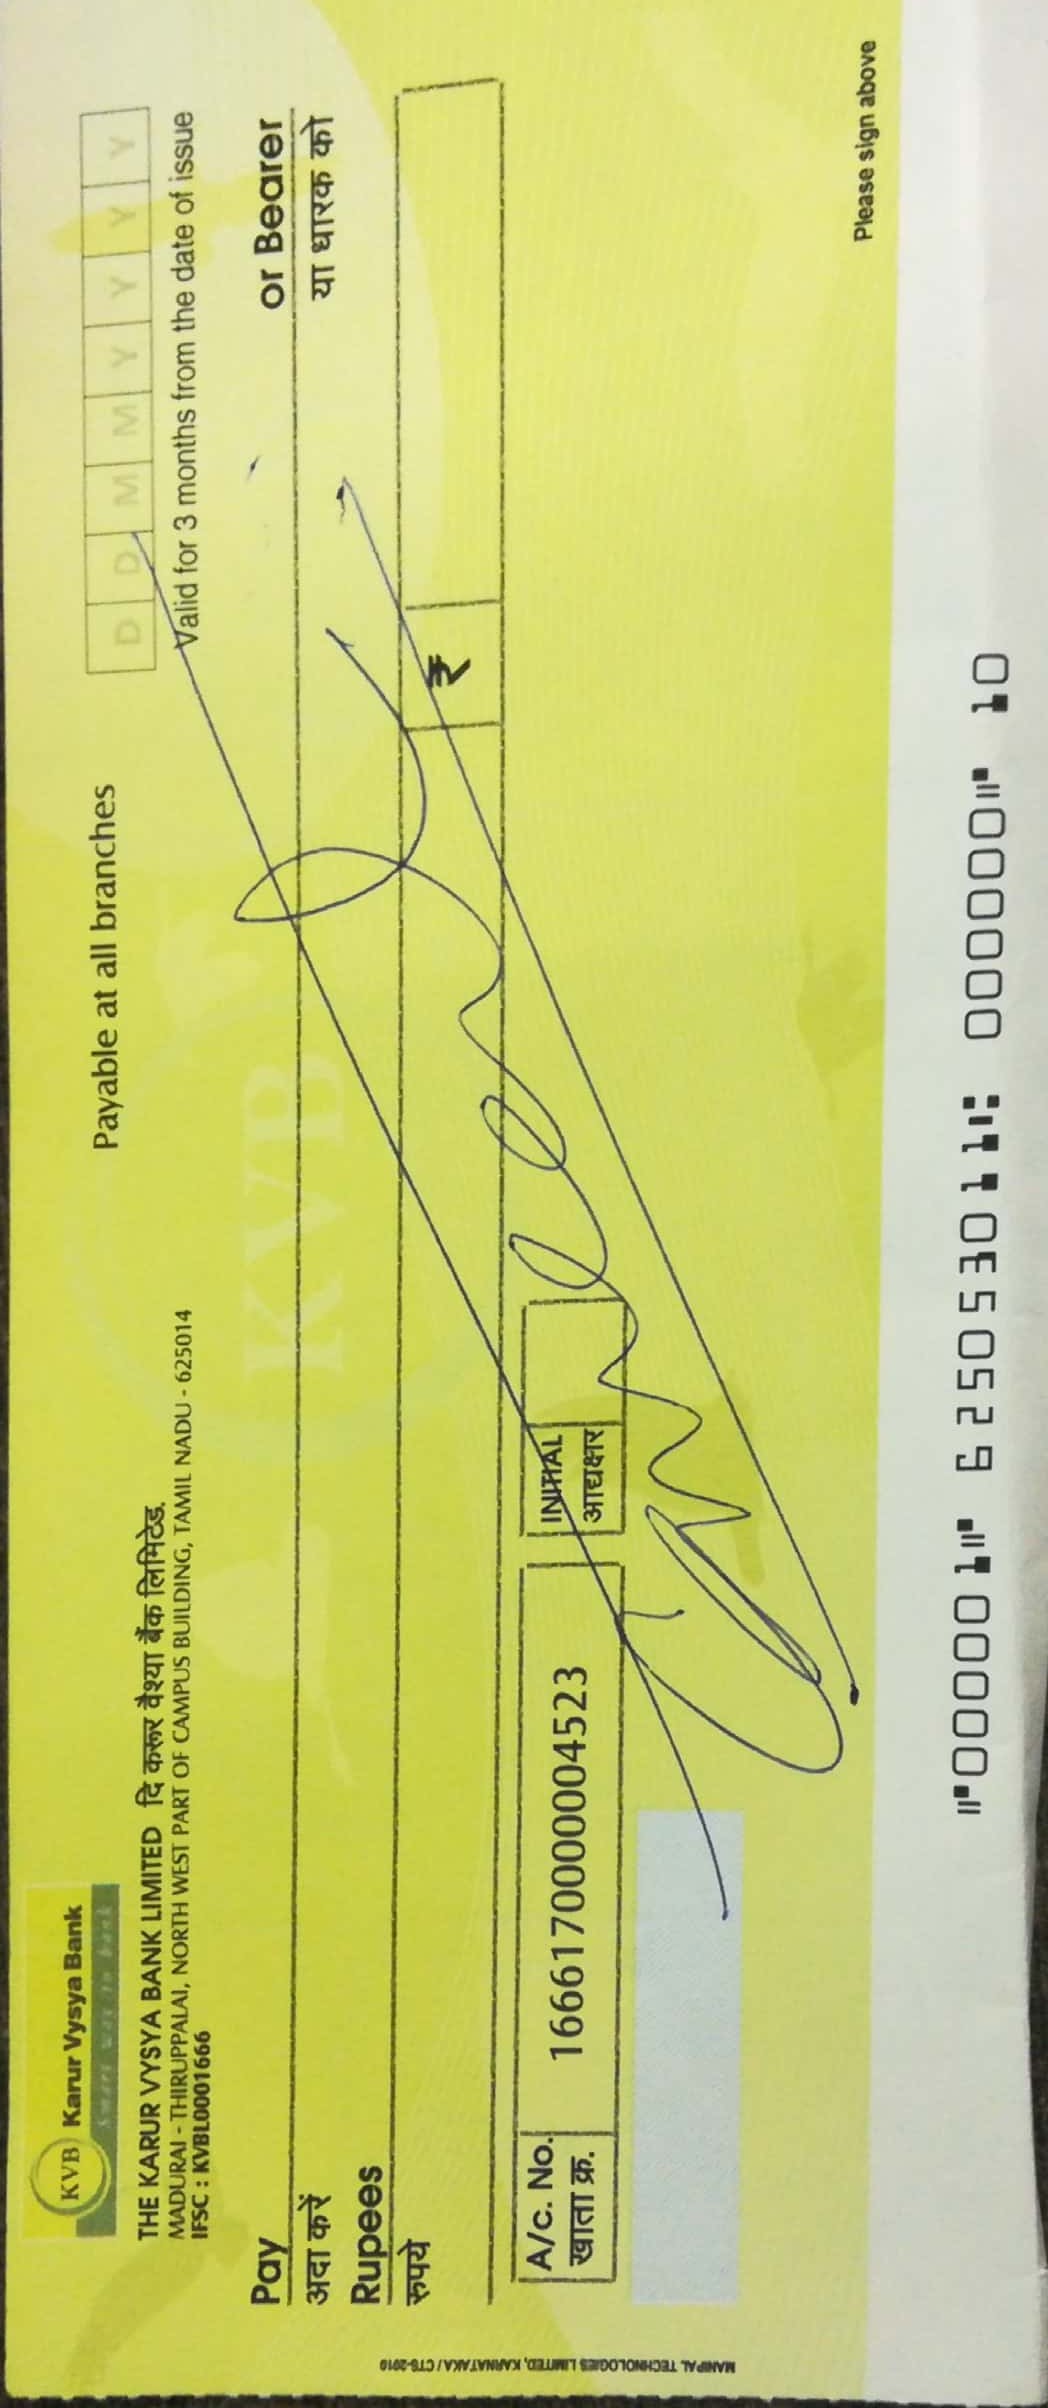 KVB Karur Vysya Bank
Smart way to bank
Payable at all branches
D D M M Y Y Y Y
THE KARUR VYSYA BANK LIMITED दि करूर वैश्या बैंक लिमिटेड.
MADURAI - THIRUPPALAI, NORTH WEST PART OF CAMPUS BUILDING, TAMIL NADU - 625014
IFSC : KVBL0001666
Valid for 3 months from the date of issue
Pay or Bearer
अदा करें या धारक को
KVB
Rupees
रुपये ₹
A/c. No. 1666170000004523 INITIAL
खाता क्र. आद्यक्षर
Cancelled
Please sign above
MANIPAL TECHNOLOGIES LIMITED, KARNATAKA / CTS-2010
⑈000001⑈ 625053011⑆ 000000⑈ 10